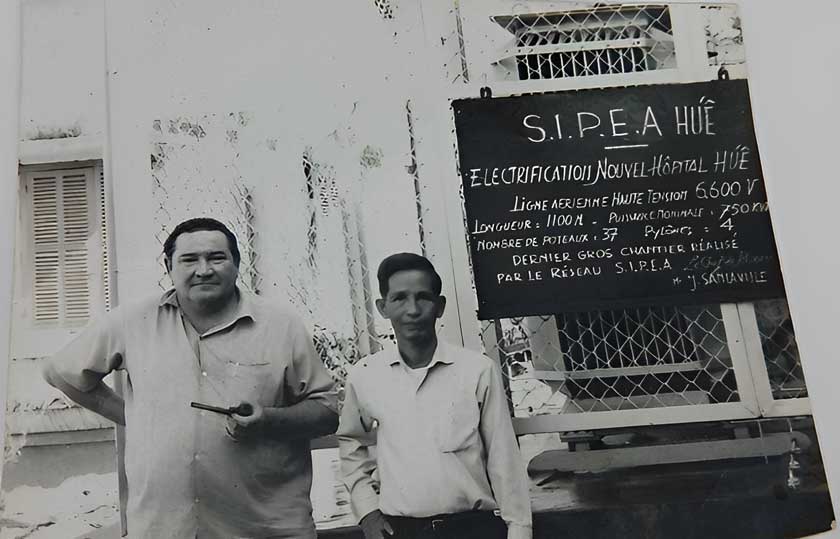 S.I.P.E.A HUÊ
ELECTRIFICATION NOUVEL-HÔPITAL HUÊ
LIGNE AERIENNE HAUTE TENSION 6.600 V
LONGUEUR : 1100 M - PUISSANCE NOMINALE : 750 KVA
NOMBRE DE POTEAUX : 37 PYLÔNES : 4
DERNIER GROS CHANTIER RÉALISÉ
PAR LE RÉSEAU S.I.P.E.A